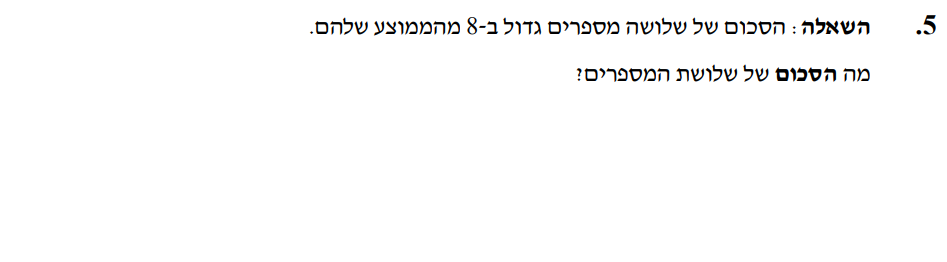 5. השאלה: הסכום של שלושה מספרים גדול ב-8 מהממוצע שלהם.
מה הסכום של שלושת המספרים?